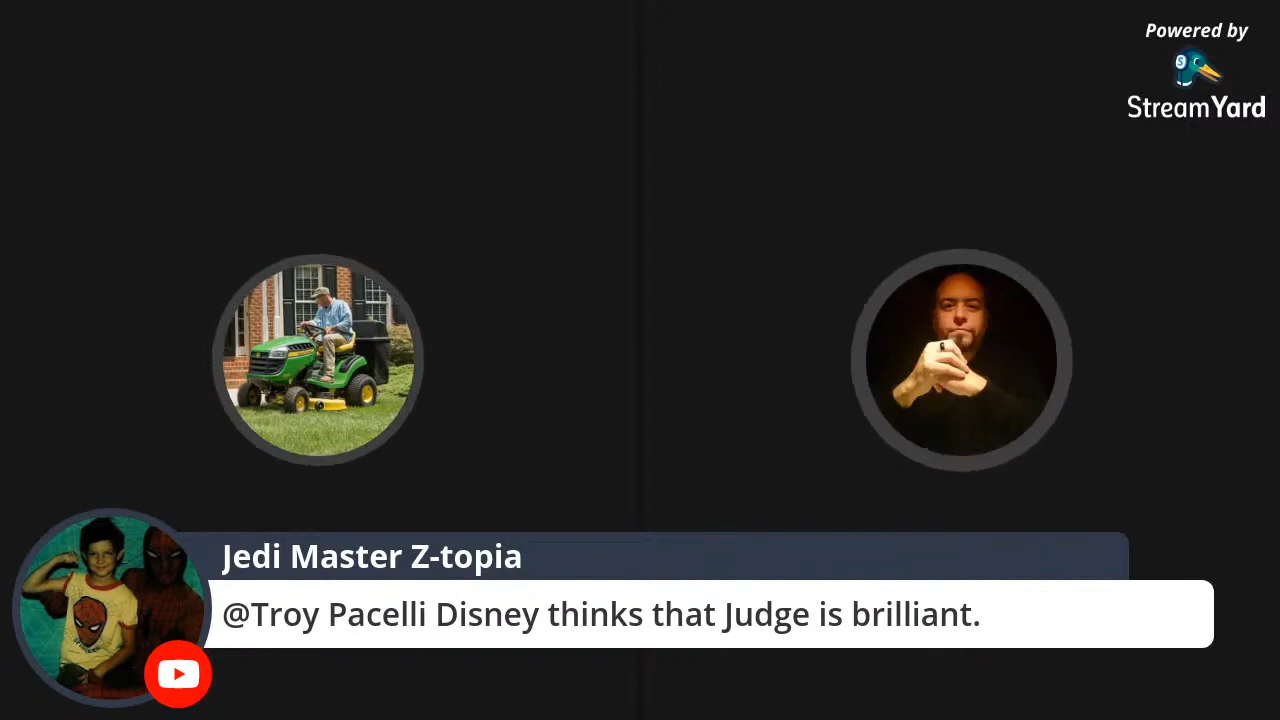 Powered by
S
StreamYard
Jedi Master Z-topia
@Troy Pacelli Disney thinks that Judge is brilliant.